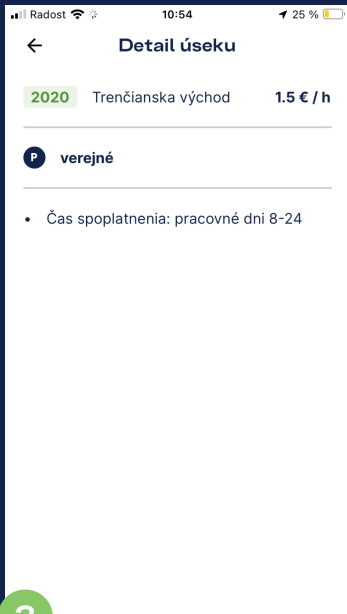 Radost 10:54 25 %
Detail úseku
2020 Trenčianska východ 1.5 € / h
P verejné
• Čas spoplatnenia: pracovné dni 8-24